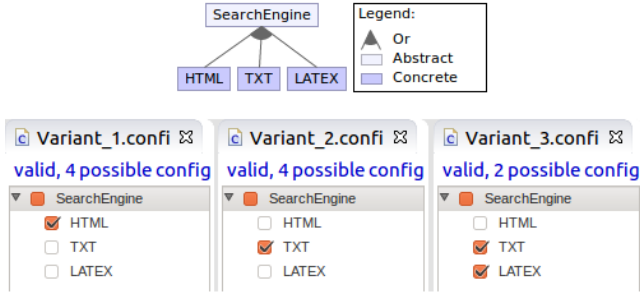 SearchEngine
HTML TXT LATEX
Legend:
Or
Abstract
Concrete
Variant_1.confi
valid, 4 possible config
SearchEngine
HTML
TXT
LATEX
Variant_2.confi
valid, 4 possible config
SearchEngine
HTML
TXT
LATEX
Variant_3.confi
valid, 2 possible config
SearchEngine
HTML
TXT
LATEX